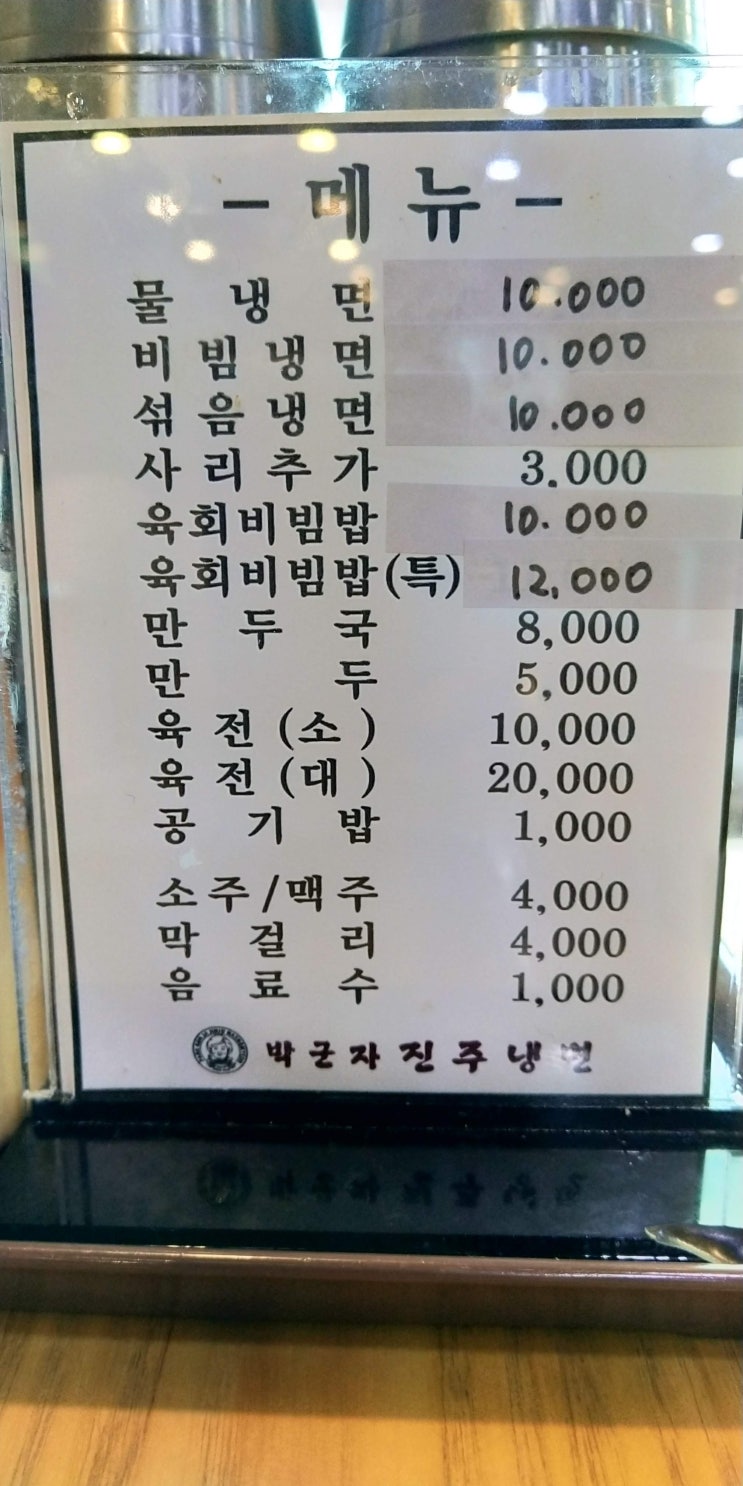 - 메뉴 -
물냉면 10.000
비빔냉면 10.000
섞음냉면 10.000
사리추가 3.000
육회비빔밥 10.000
육회비빔밥(특) 12,000
만두국 8,000
만두 5,000
육전(소) 10,000
육전(대) 20,000
공기밥 1,000
소주/맥주 4,000
막걸리 4,000
음료수 1,000
박군자진주냉면